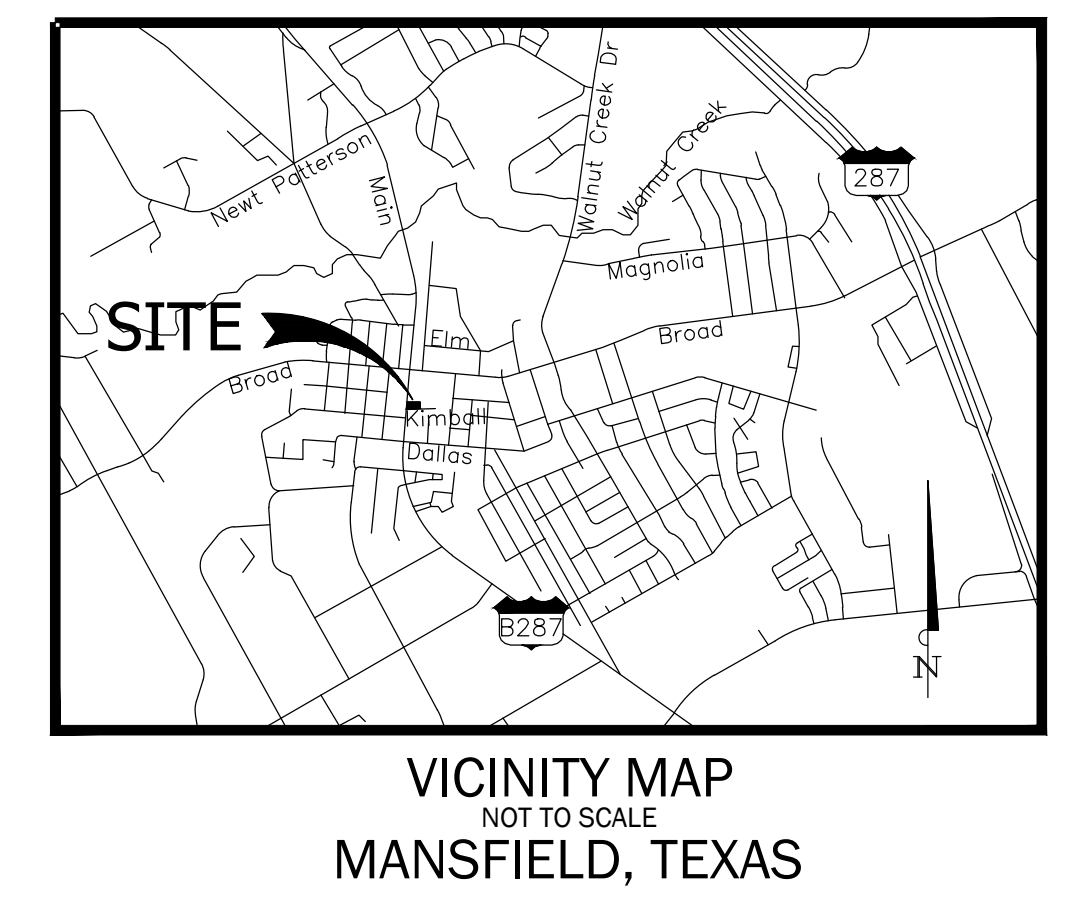 Walnut Creek Dr
Walnut Creek
287
Newt Patterson
Main
Magnolia
SITE
Elm
Broad
Broad
Kimball
Dallas
B287
N
VICINITY MAP
NOT TO SCALE
MANSFIELD, TEXAS